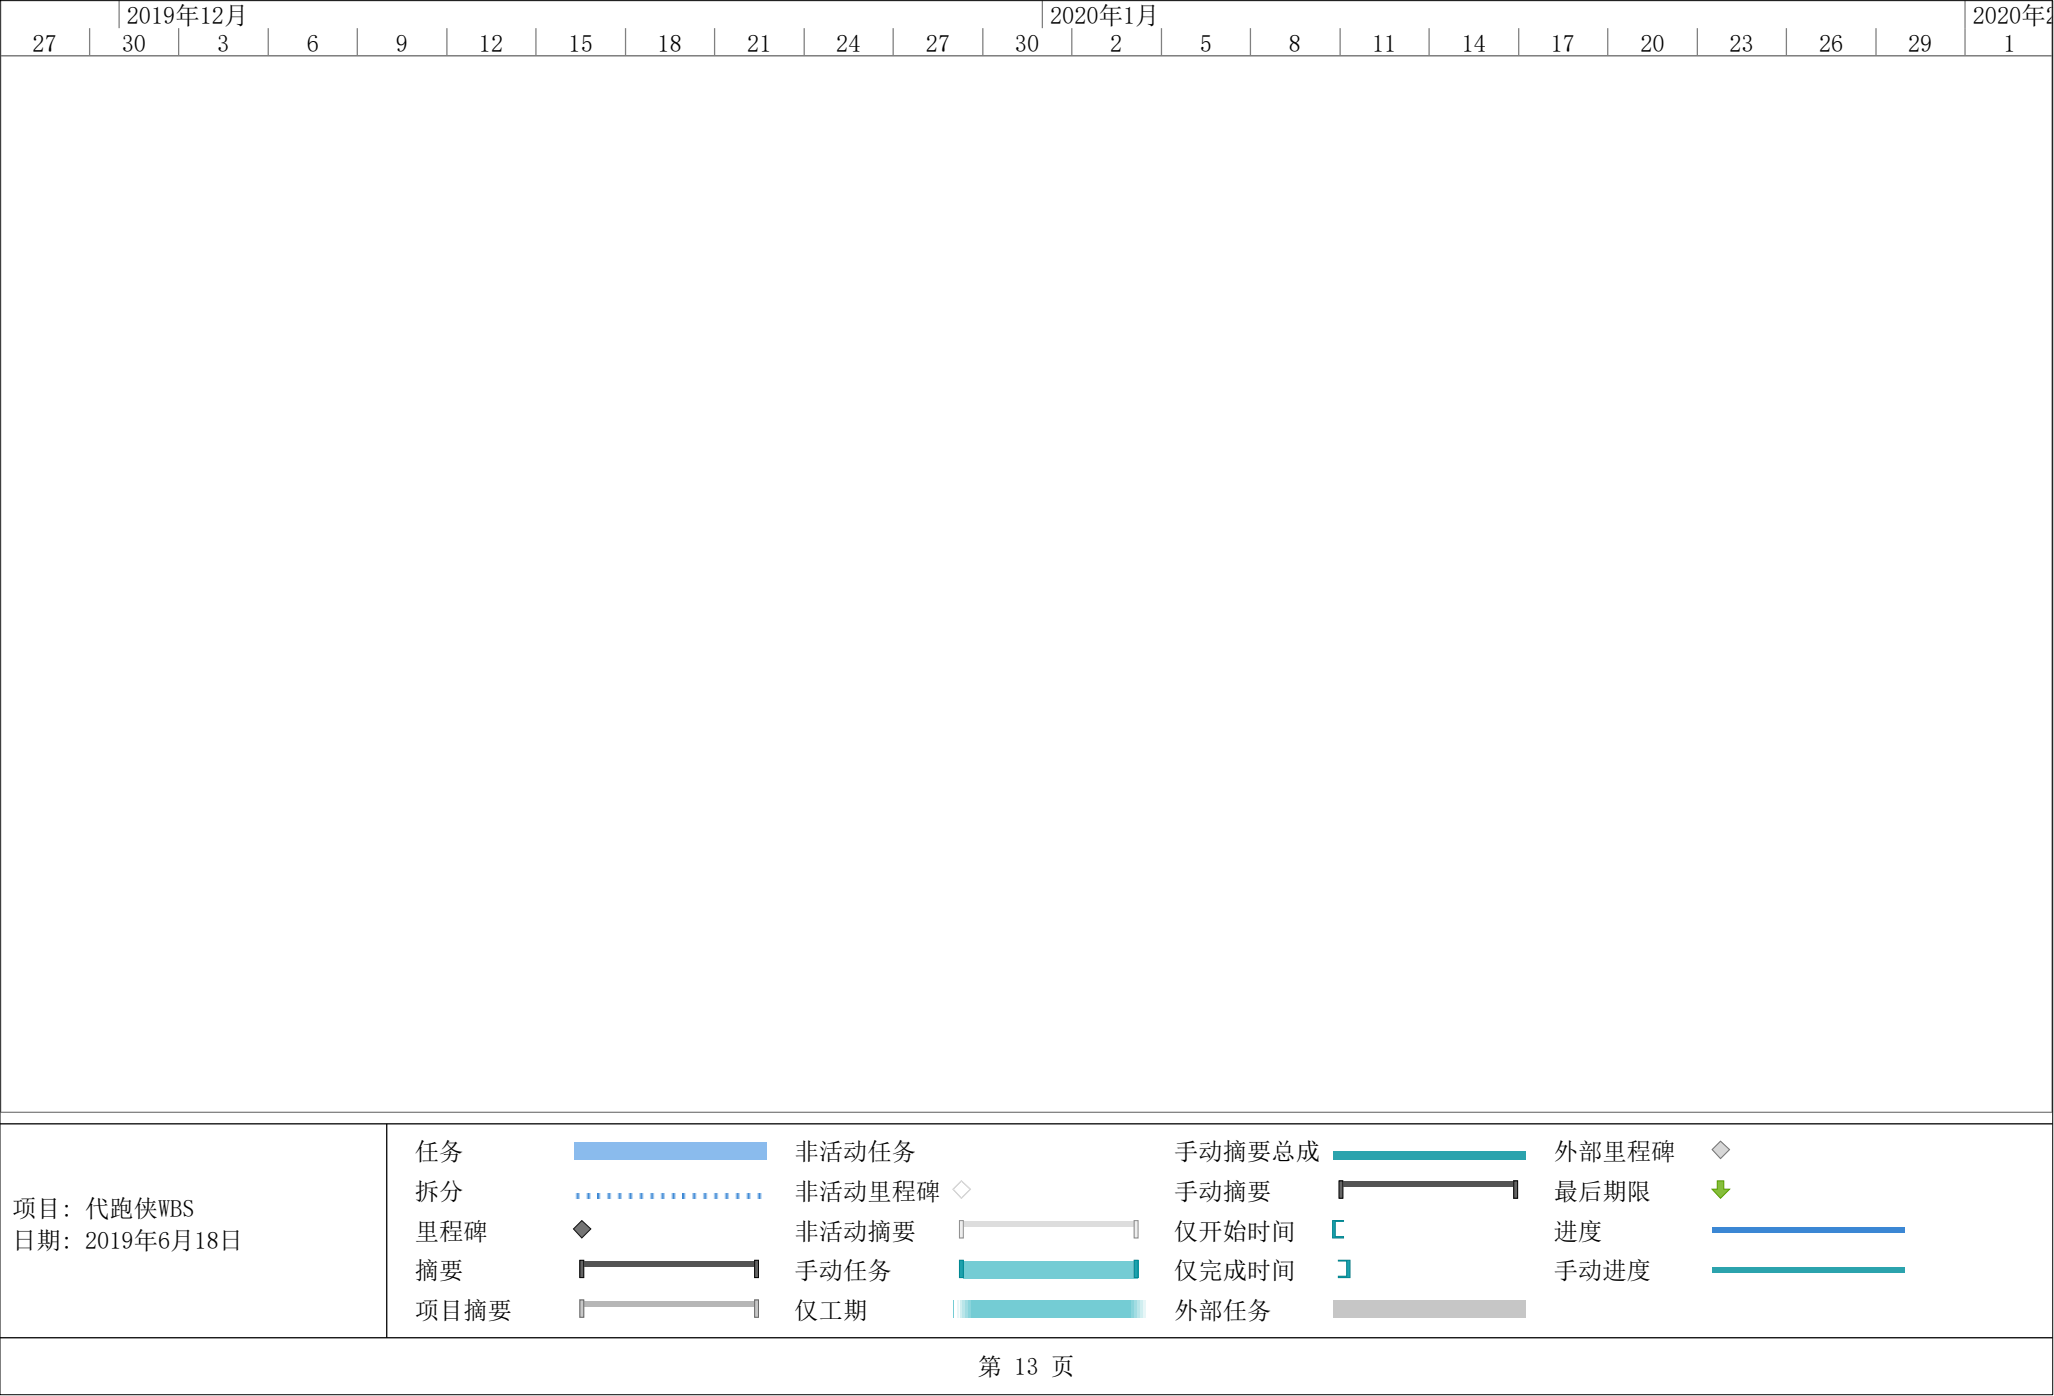 2019年12月 2020年1月 2020年2
27 30 3 6 9 12 15 18 21 24 27 30 2 5 8 11 14 17 20 23 26 29 1
项目: 代跑侠WBS
日期: 2019年6月18日
任务 非活动任务 手动摘要总成 外部里程碑
拆分 非活动里程碑 手动摘要 最后期限
里程碑 非活动摘要 仅开始时间 进度
摘要 手动任务 仅完成时间 手动进度
项目摘要 仅工期 外部任务
第 13 页